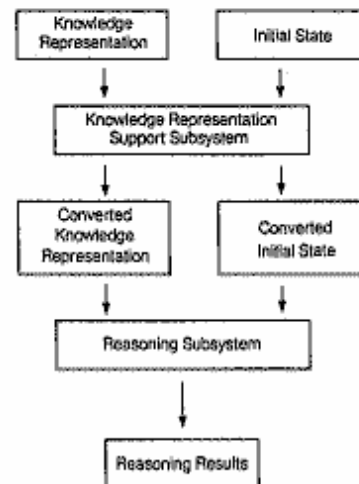 Knowledge
Representation
Initial State
Knowledge Representation
Support Subsystem
Converted
Knowledge
Representation
Converted
Initial State
Reasoning Subsystem
Reasoning Results